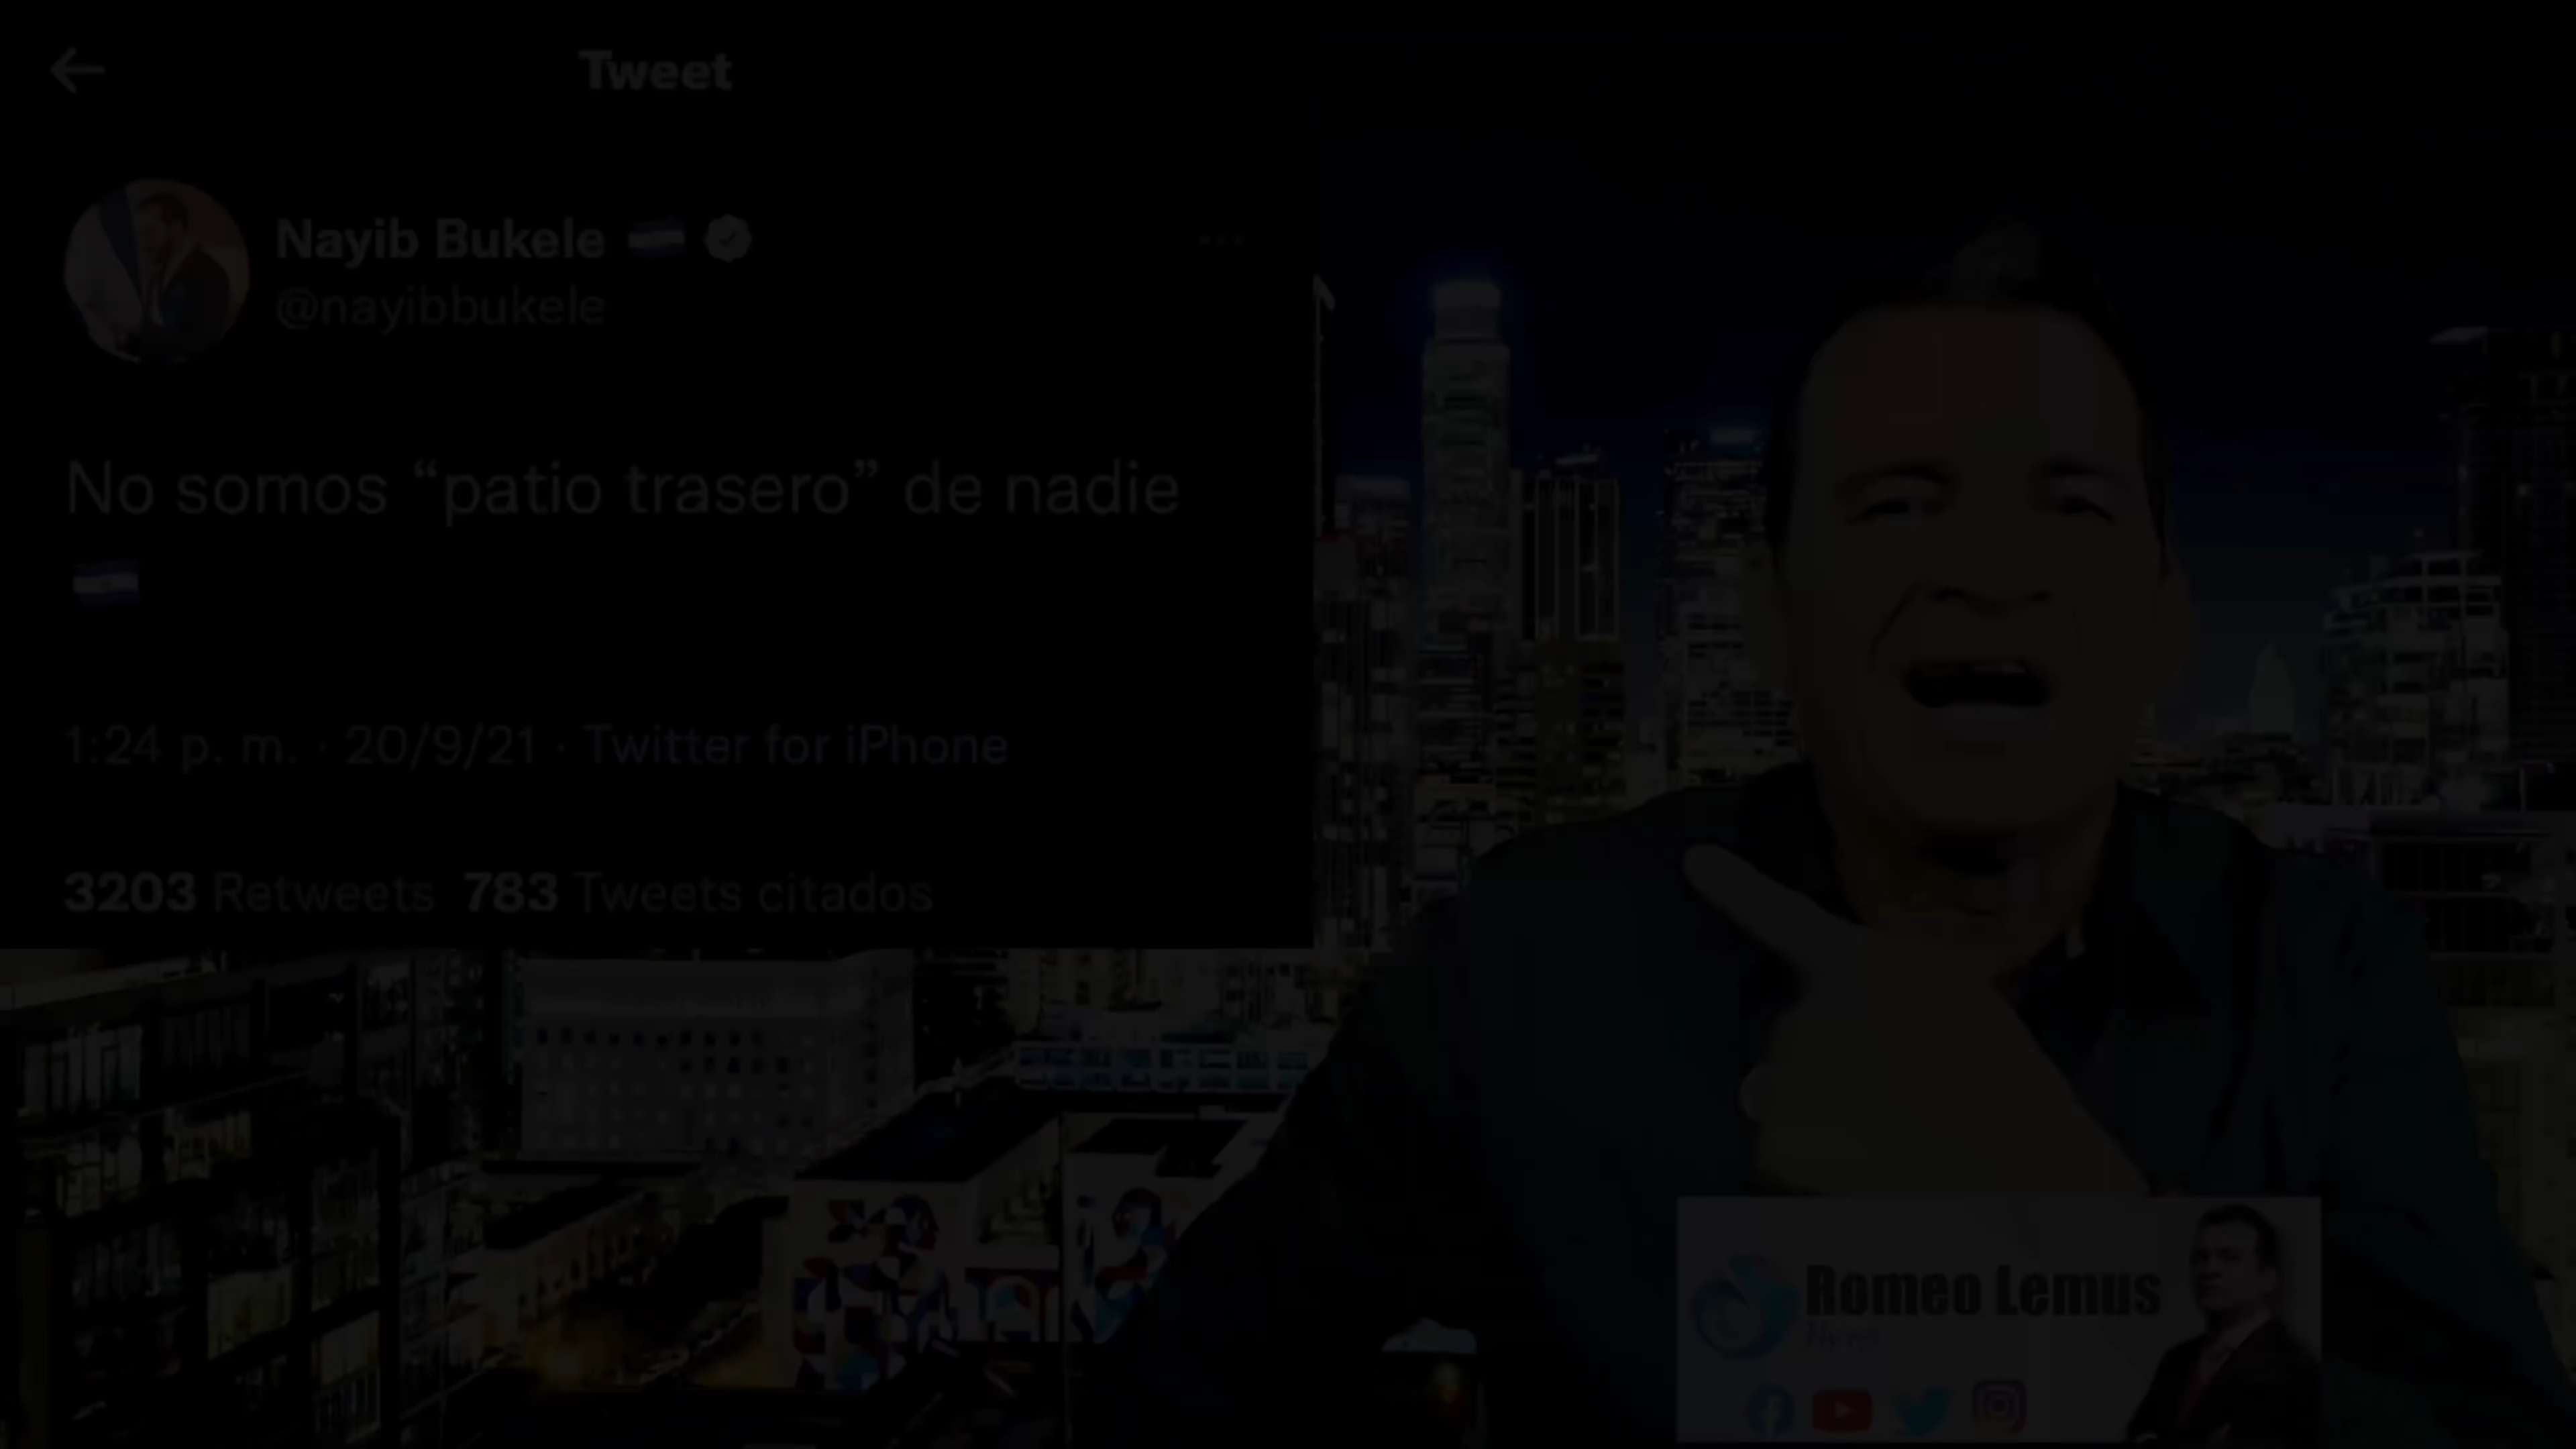 Tweet
Nayib Bukele
@nayibbukele
No somos “patio trasero” de nadie
1:24 p. m. · 20/9/21 · Twitter for iPhone
3203 Retweets 783 Tweets citados
Romeo Lemus
News